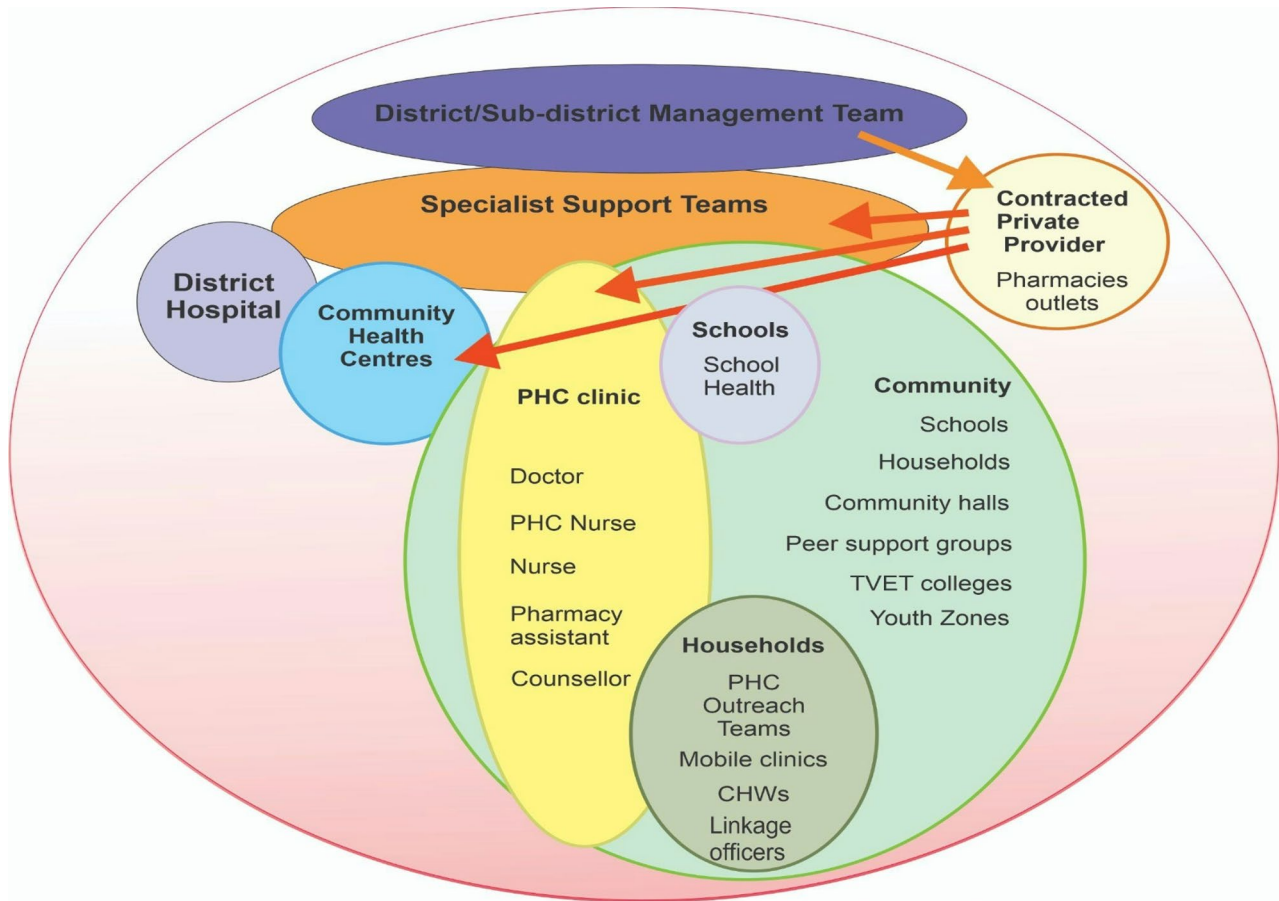 District/Sub-district Management Team
Specialist Support Teams
Contracted
Private
Provider
Pharmacies
outlets
District
Hospital
Community
Health
Centres
Schools
School
Health
PHC clinic
Doctor
PHC Nurse
Nurse
Pharmacy
assistant
Counsellor
Community
Schools
Households
Community halls
Peer support groups
TVET colleges
Youth Zones
Households
PHC
Outreach
Teams
Mobile clinics
CHWs
Linkage
officers